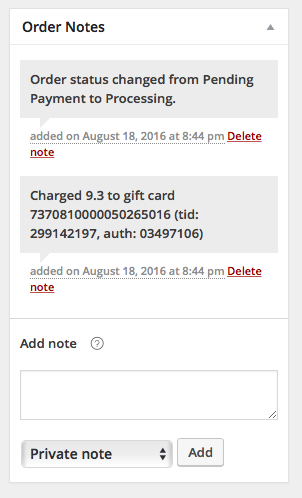 Order Notes
Order status changed from Pending
Payment to Processing.
added on August 18, 2016 at 8:44 pm Delete
note
Charged 9.3 to gift card
7370810000050265016 (tid:
299142197, auth: 03497106)
added on August 18, 2016 at 8:44 pm Delete
note
Add note ?
Private note Add